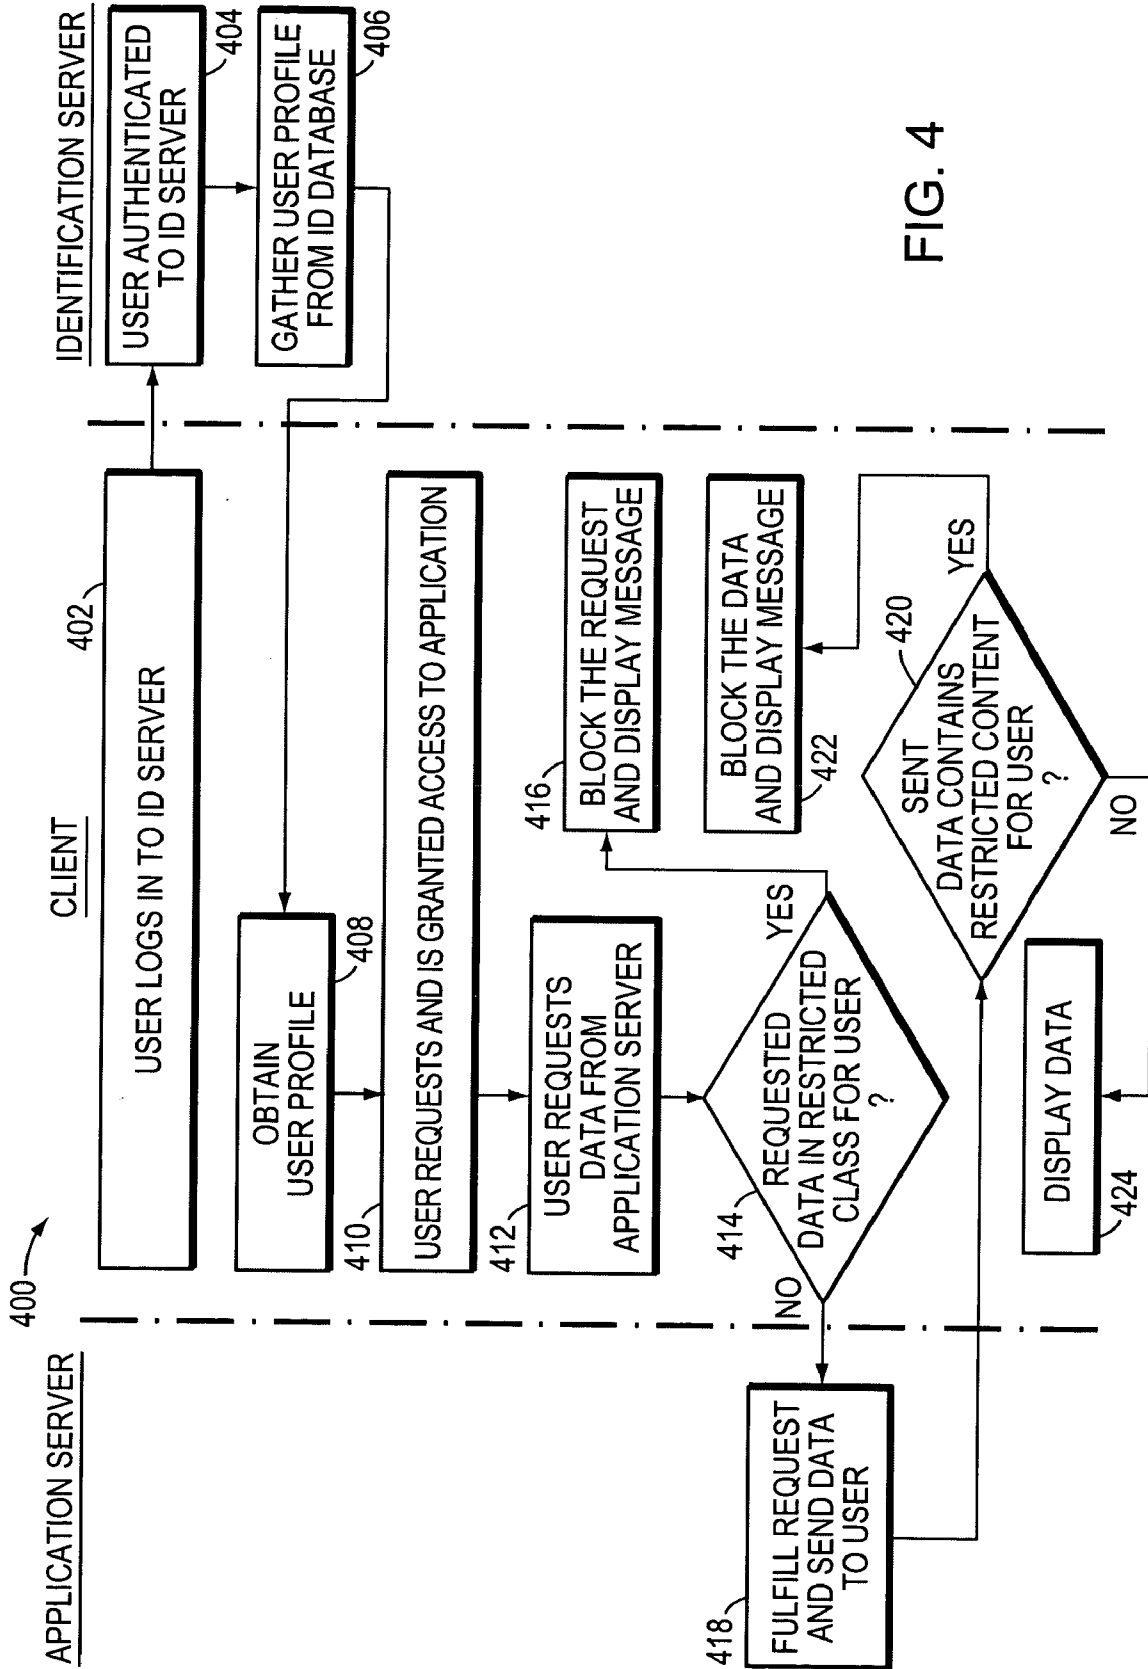 400
APPLICATION SERVER
CLIENT
IDENTIFICATION SERVER
402
USER LOGS IN TO ID SERVER
USER AUTHENTICATED
TO ID SERVER
404
GATHER USER PROFILE
FROM ID DATABASE
406
OBTAIN
USER PROFILE
408
410
USER REQUESTS AND IS GRANTED ACCESS TO APPLICATION
412
USER REQUESTS
DATA FROM
APPLICATION SERVER
414
REQUESTED
DATA IN RESTRICTED
CLASS FOR USER
?
YES
NO
416
BLOCK THE REQUEST
AND DISPLAY MESSAGE
418
FULFILL REQUEST
AND SEND DATA
TO USER
420
SENT
DATA CONTAINS
RESTRICTED CONTENT
FOR USER
?
YES
NO
422
BLOCK THE DATA
AND DISPLAY MESSAGE
424
DISPLAY DATA
FIG. 4